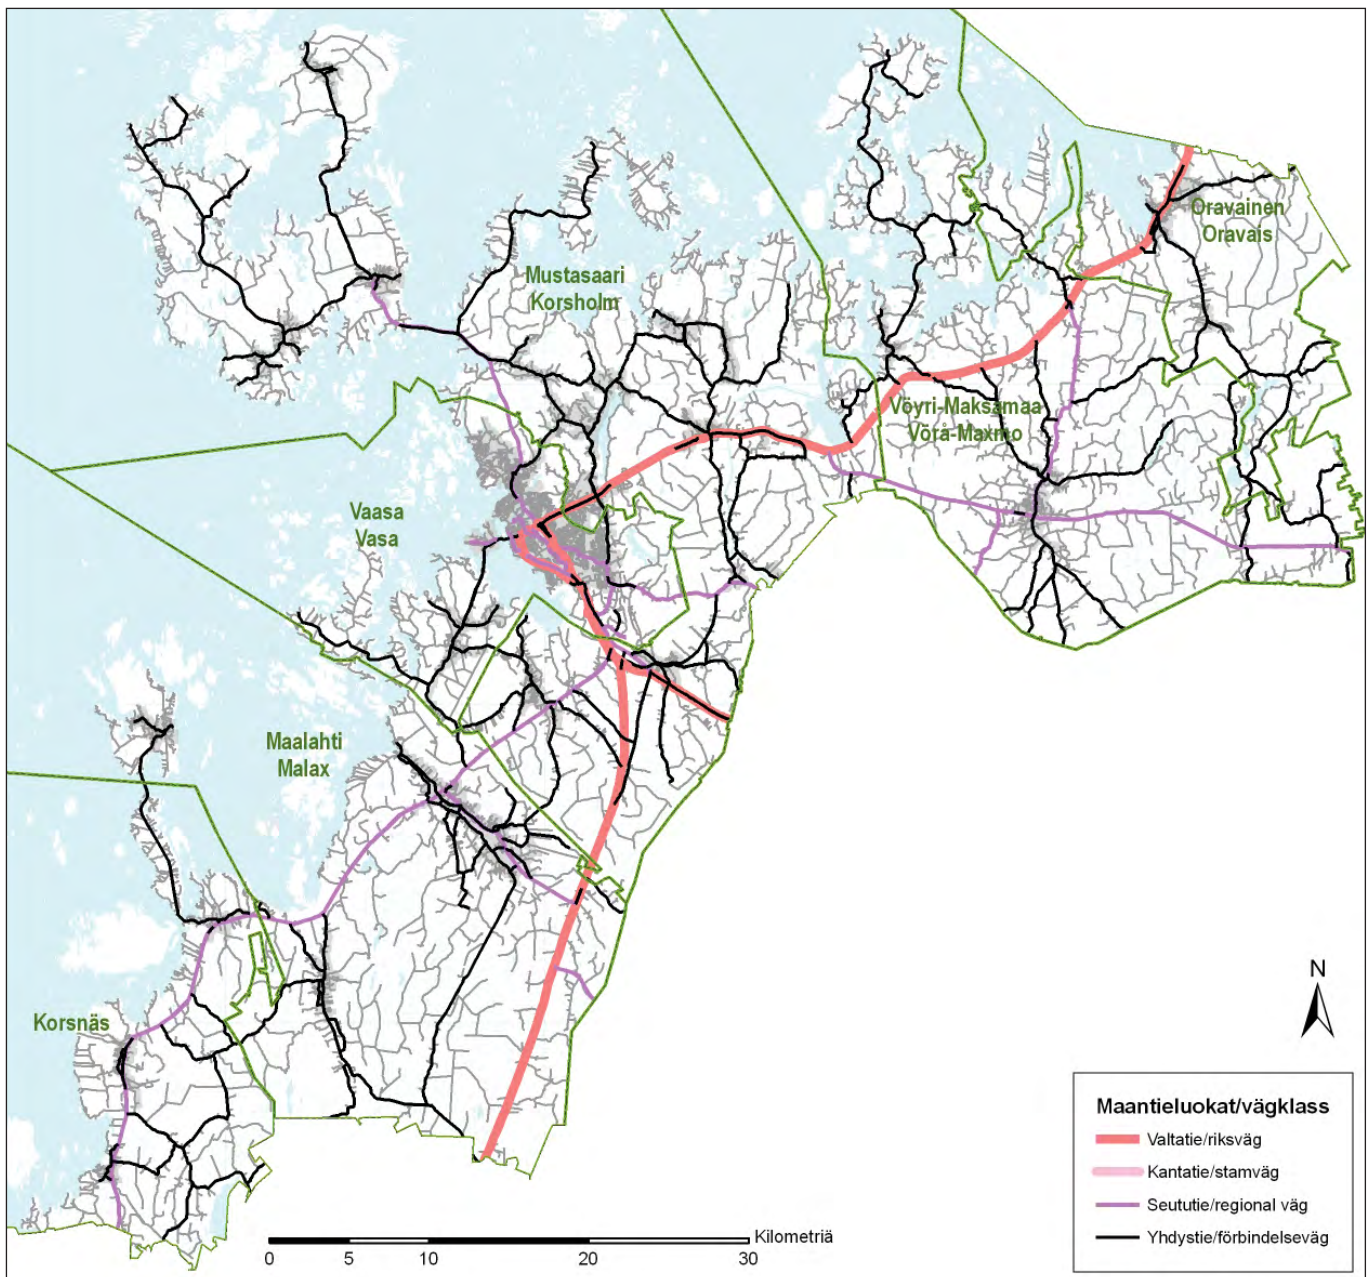 Oravainen
Oravais
Mustasaari
Korsholm
Vöyri-Maksamaa
Vörå-Maxmo
Vaasa
Vasa
Maalahti
Malax
Korsnäs
N
Maantieluokat/vägklass
Valtatie/riksväg
Kantatie/stamväg
Seututie/regional väg
Yhdystie/förbindelseväg
Kilometriä
0 5 10 20 30